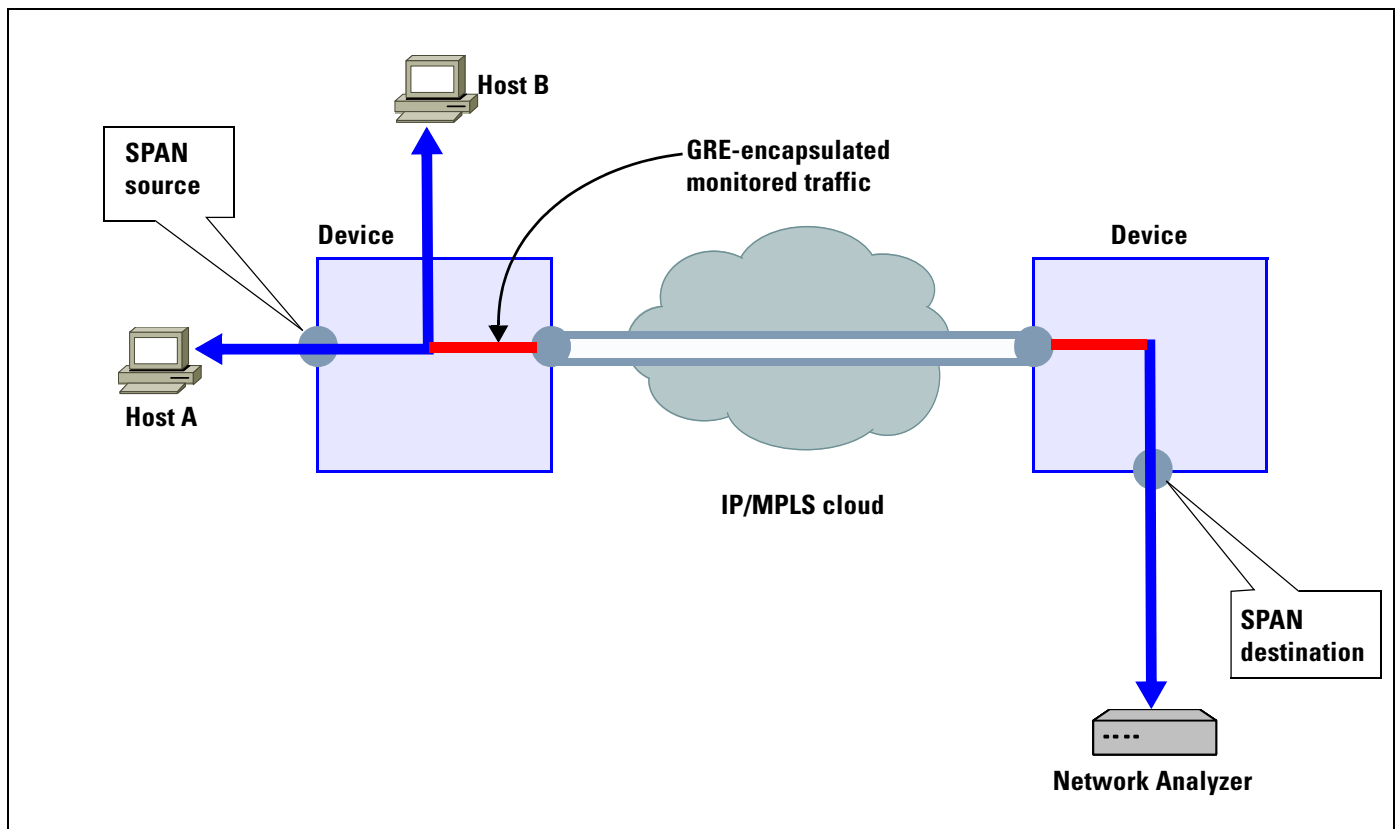 Host B
SPAN
source
GRE-encapsulated
monitored traffic
Device
Device
Host A
IP/MPLS cloud
SPAN
destination
Network Analyzer